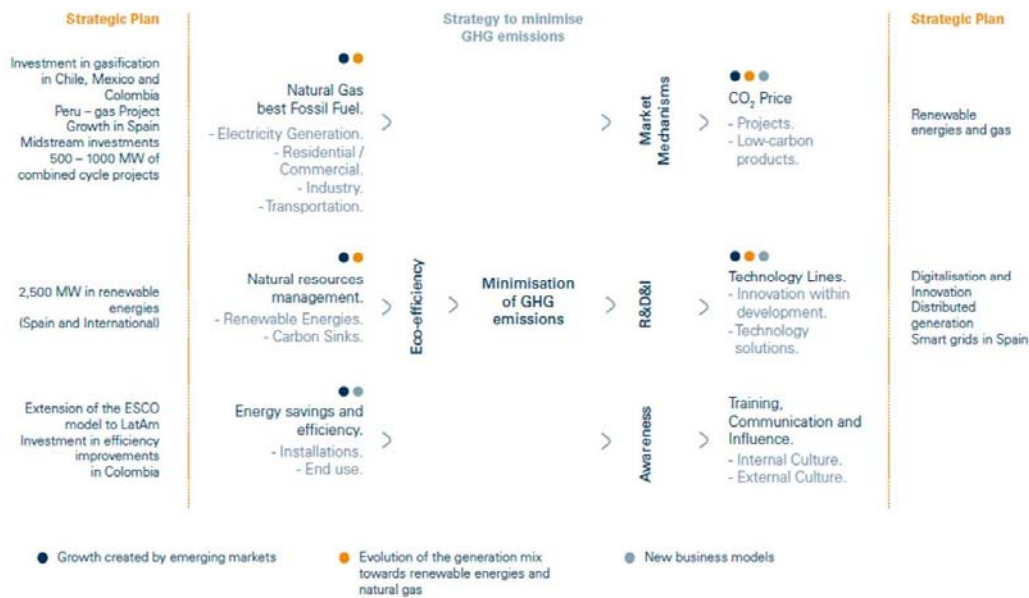 Strategic Plan
Strategy to minimise
GHG emissions
Strategic Plan
Investment in gasification
in Chile, Mexico and
Colombia
Peru – gas Project
Growth in Spain
Midstream investments
500 – 1000 MW of
combined cycle projects
Natural Gas
best Fossil Fuel.
- Electricity Generation.
- Residential /
Commercial.
- Industry.
- Transportation.
Market
Mechanisms
CO₂ Price
- Projects.
- Low-carbon
products.
Renewable
energies and gas
2,500 MW in renewable
energies
(Spain and International)
Natural resources
management.
- Renewable Energies.
- Carbon Sinks.
Eco-efficiency
Minimisation
of GHG
emissions
R&D&I
Technology Lines.
- Innovation within
development.
- Technology
solutions.
Digitalisation and
Innovation
Distributed
generation
Smart grids in Spain
Extension of the ESCO
model to LatAm
Investment in efficiency
improvements
in Colombia
Energy savings and
efficiency.
- Installations.
- End use.
Awareness
Training,
Communication and
Influence.
- Internal Culture.
- External Culture.
Growth created by emerging markets
Evolution of the generation mix
towards renewable energies and
natural gas
New business models